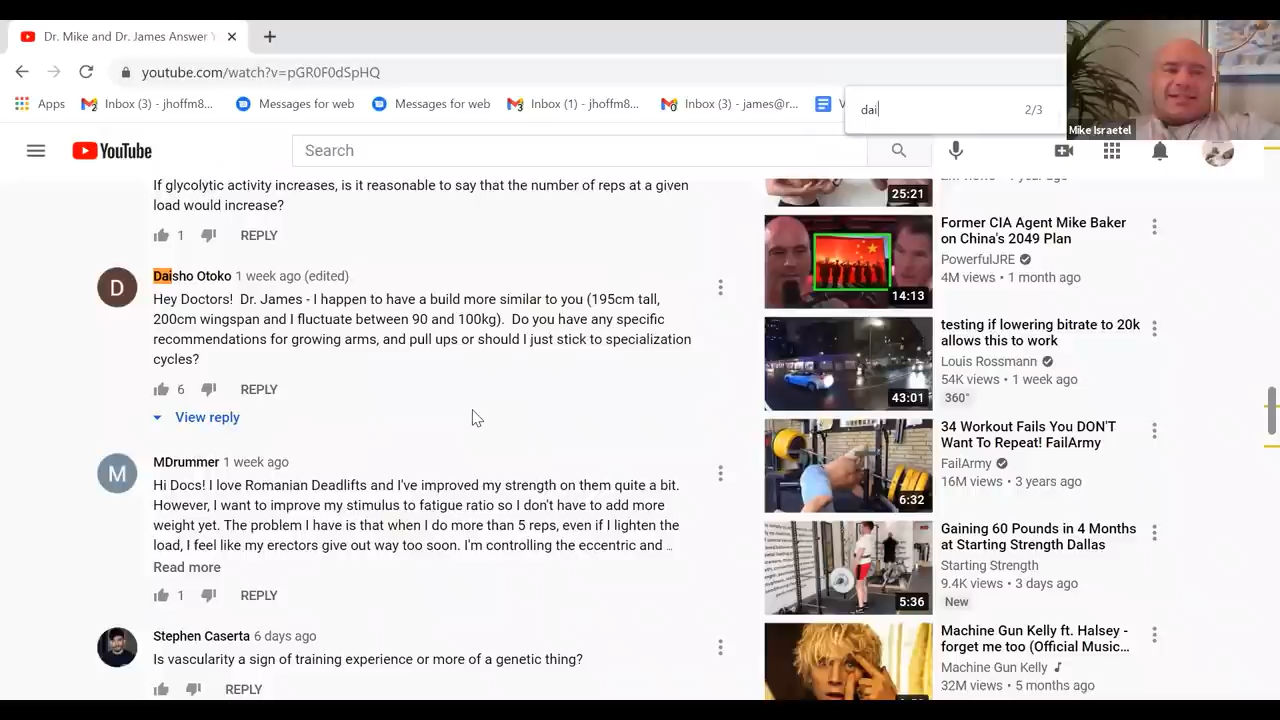 Dr. Mike and Dr. James Answer Y
youtube.com/watch?v=pGR0F0dSpHQ
Apps
Inbox (3) - jhoffm8...
Messages for web
Messages for web
Inbox (1) - jhoffm8...
Inbox (3) - james@r...
dai
2/3
Mike Israetel
YouTube
Search
If glycolytic activity increases, is it reasonable to say that the number of reps at a given
load would increase?
1
REPLY
D
Daisho Otoko 1 week ago (edited)
Hey Doctors! Dr. James - I happen to have a build more similar to you (195cm tall,
200cm wingspan and I fluctuate between 90 and 100kg). Do you have any specific
recommendations for growing arms, and pull ups or should I just stick to specialization
cycles?
6
REPLY
View reply
M
MDrummer 1 week ago
Hi Docs! I love Romanian Deadlifts and I've improved my strength on them quite a bit.
However, I want to improve my stimulus to fatigue ratio so I don't have to add more
weight yet. The problem I have is that when I do more than 5 reps, even if I lighten the
load, I feel like my erectors give out way too soon. I'm controlling the eccentric and ...
Read more
1
REPLY
Stephen Caserta 6 days ago
Is vascularity a sign of training experience or more of a genetic thing?
REPLY
25:21
Former CIA Agent Mike Baker
on China's 2049 Plan
PowerfulJRE
4M views • 1 month ago
14:13
testing if lowering bitrate to 20k
allows this to work
Louis Rossmann
54K views • 1 week ago
360°
43:01
34 Workout Fails You DON'T
Want To Repeat! FailArmy
FailArmy
16M views • 3 years ago
6:32
Gaining 60 Pounds in 4 Months
at Starting Strength Dallas
Starting Strength
9.4K views • 3 days ago
New
5:36
Machine Gun Kelly ft. Halsey -
forget me too (Official Music...
Machine Gun Kelly
32M views • 5 months ago